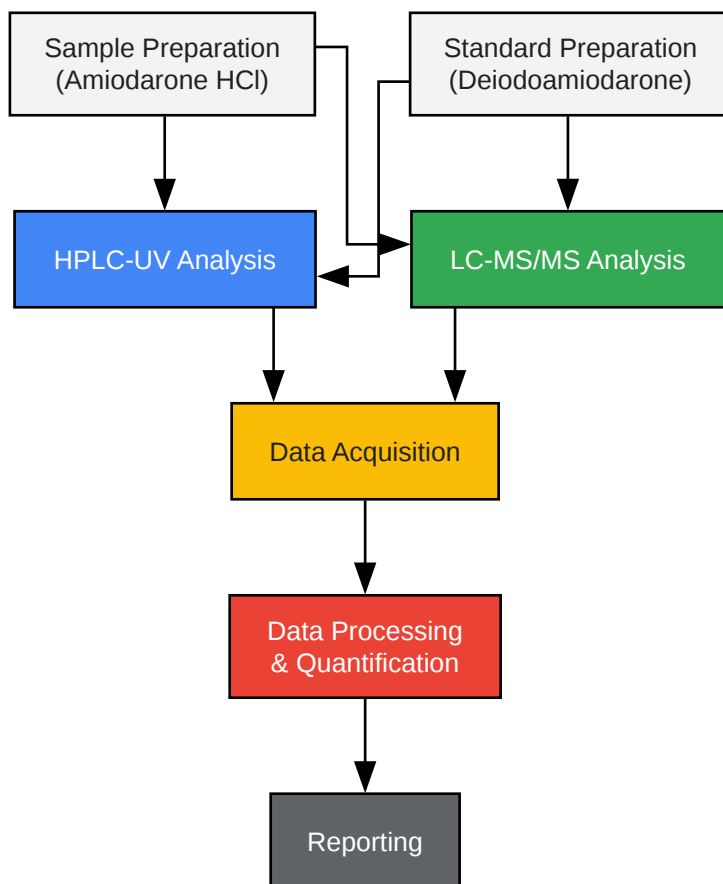 Sample Preparation
(Amiodarone HCl)
Standard Preparation
(Deiodoamiodarone)
HPLC-UV Analysis
LC-MS/MS Analysis
Data Acquisition
Data Processing
& Quantification
Reporting